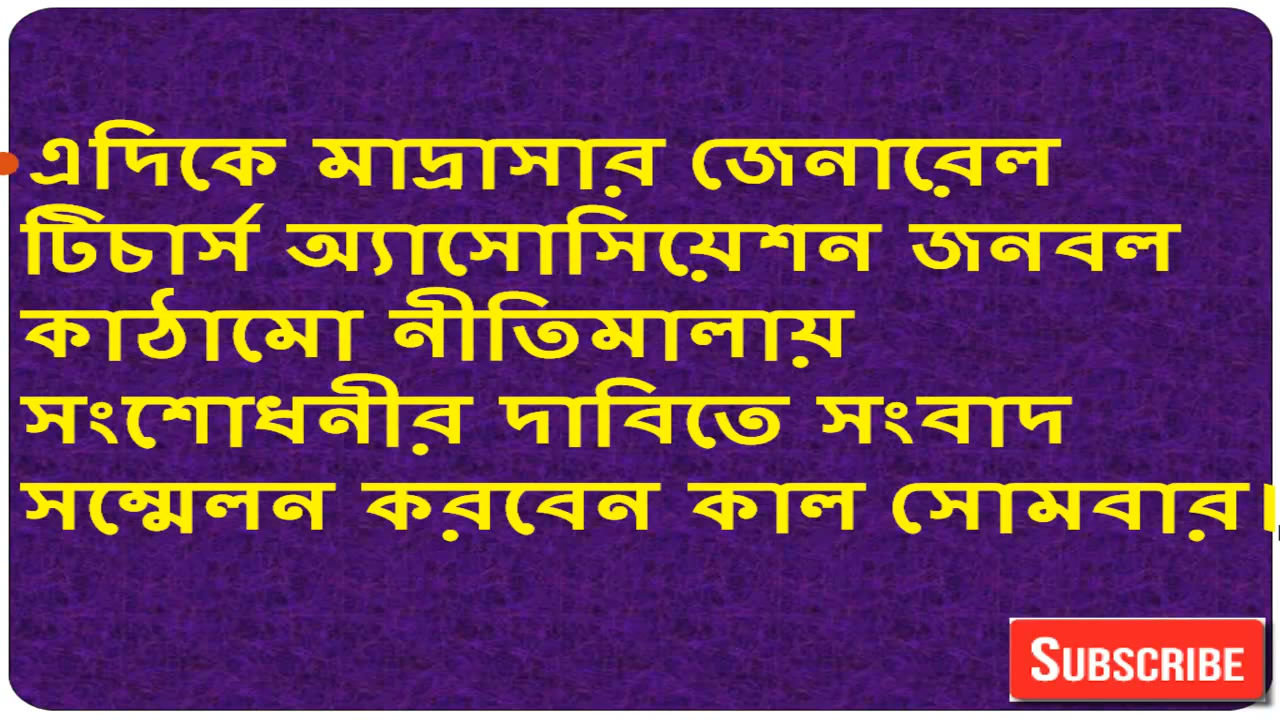 এদিকে মাদ্রাসার জেনারেল
টিচার্স অ্যাসোসিয়েশন জনবল
কাঠামো নীতিমালায়
সংশোধনীর দাবিতে সংবাদ
সম্মেলন করবেন কাল সোমবার।
SUBSCRIBE